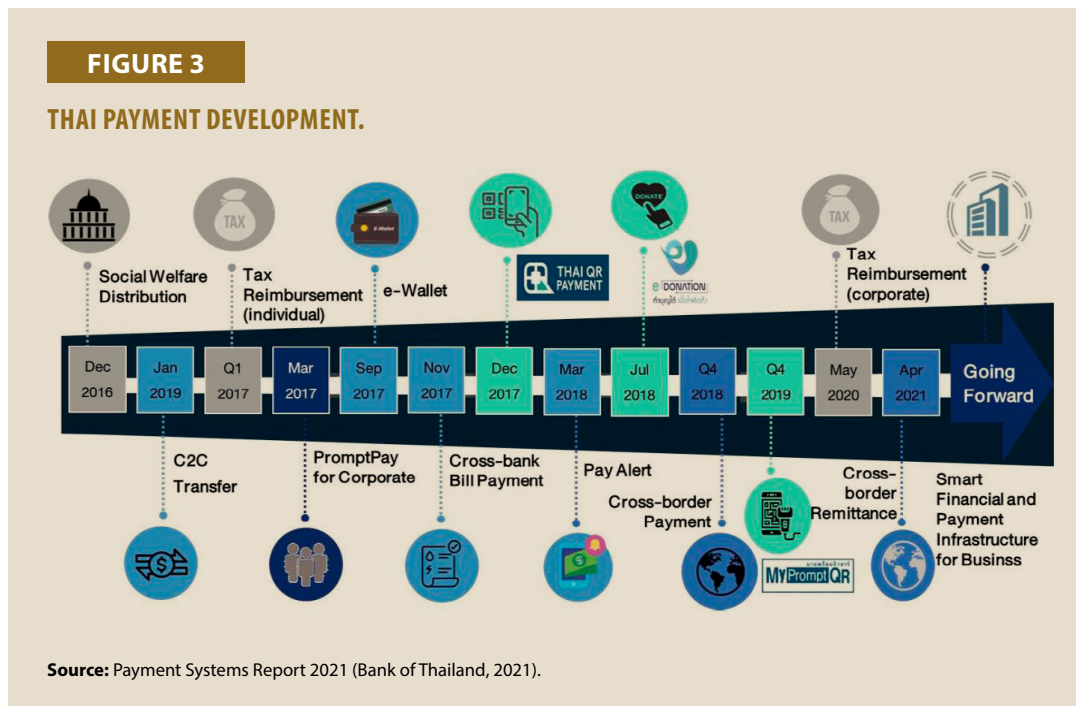 FIGURE 3
THAI PAYMENT DEVELOPMENT.
TAX
E-Wallet
DONATE
TAX
Social Welfare
Distribution
Tax
Reimbursement
(individual)
e-Wallet
THAI QR
PAYMENT
e-DONATION
Tax
Reimbursement
(corporate)
Dec
2016
Jan
2019
Q1
2017
Mar
2017
Sep
2017
Nov
2017
Dec
2017
Mar
2018
Jul
2018
Q4
2018
Q4
2019
May
2020
Apr
2021
Going
Forward
C2C
Transfer
PromptPay
for Corporate
Cross-bank
Bill Payment
Pay Alert
Cross-border
Payment
MyPromptQR
Cross-
border
Remittance
Smart
Financial and
Payment
Infrastructure
for Businss
Source: Payment Systems Report 2021 (Bank of Thailand, 2021).